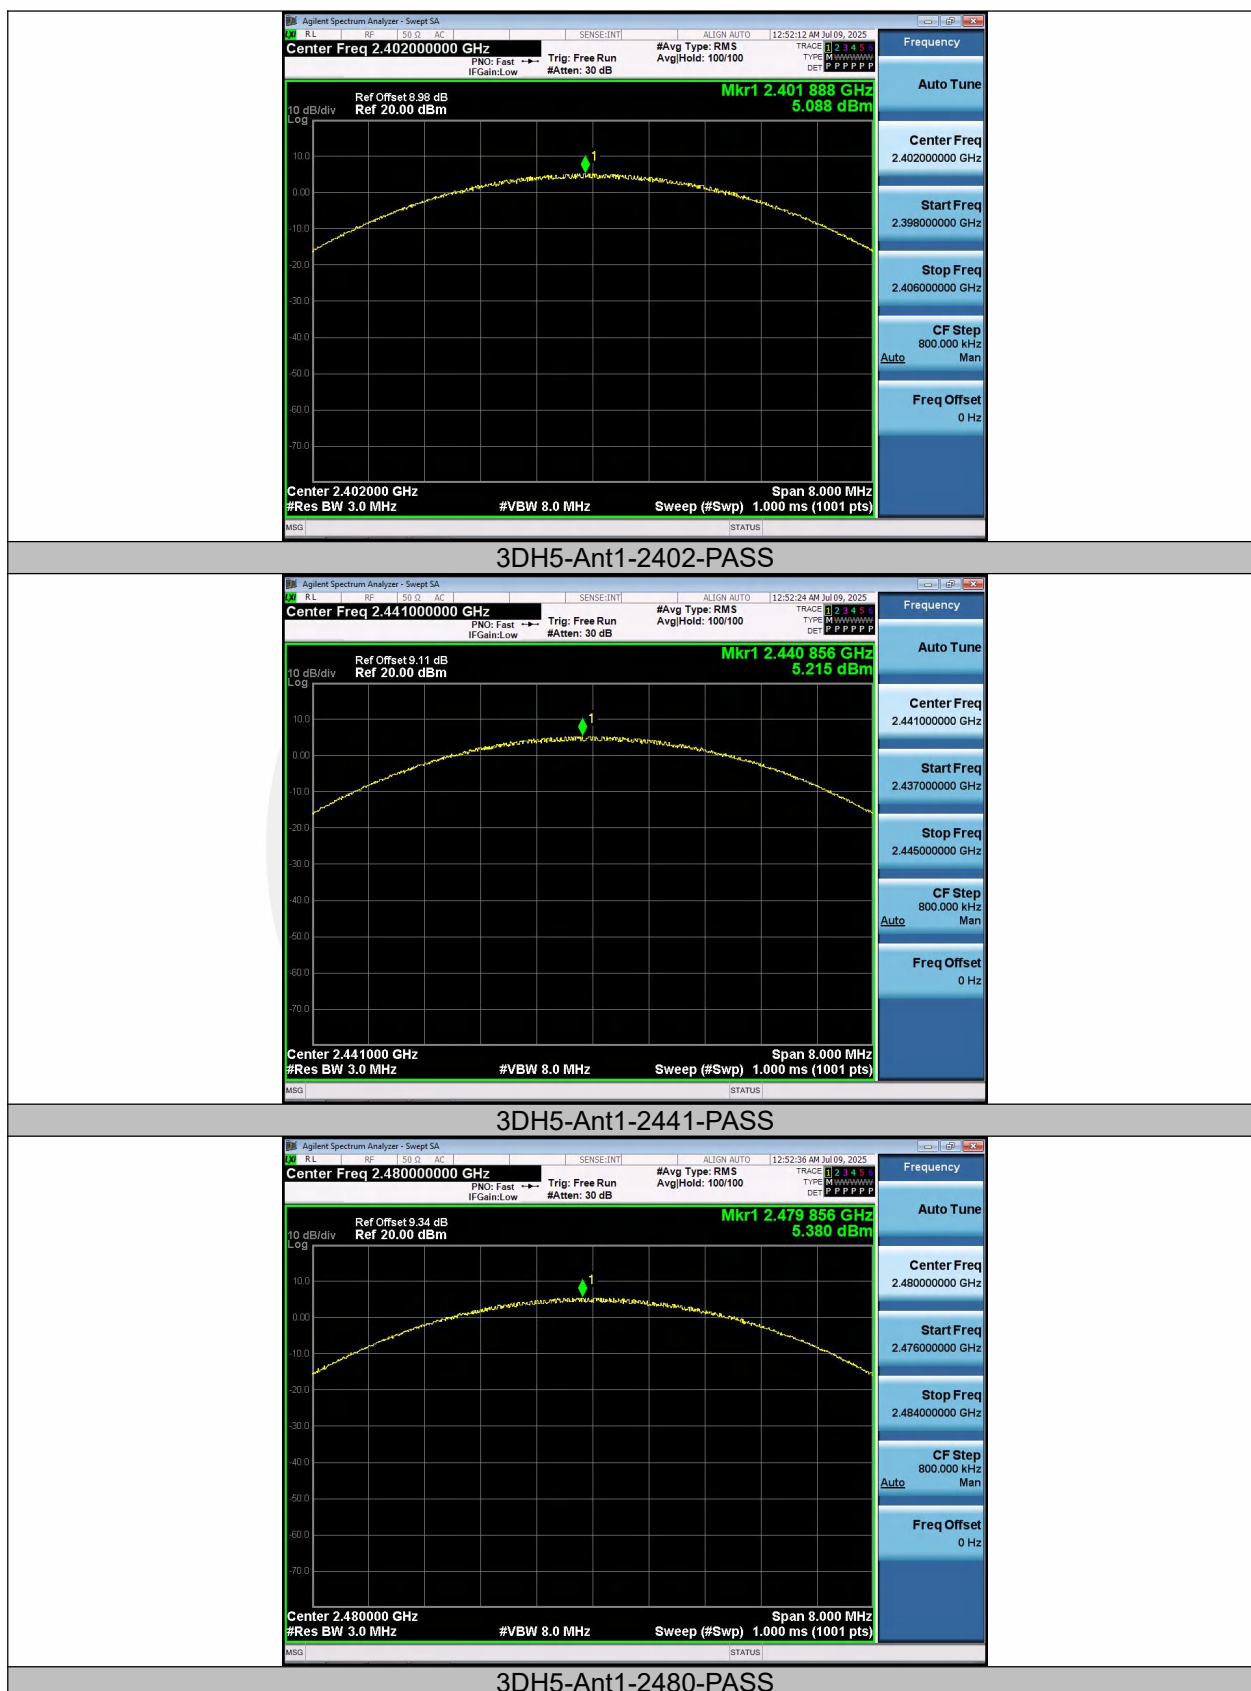 Agilent Spectrum Analyzer - Swept SA
LXI RL RF 50 Ω AC SENSE:INT ALIGN AUTO 12:52:12 AM Jul 09, 2025
Center Freq 2.402000000 GHz
PNO: Fast
IFGain:Low
Trig: Free Run
#Atten: 30 dB
#Avg Type: RMS
Avg|Hold: 100/100
TRACE 1 2 3 4 5 6
TYPE M WWWWW
DET P P P P P P
Mkr1 2.401 888 GHz
5.088 dBm
Ref Offset 8.98 dB
10 dB/div Ref 20.00 dBm
Log
10.0
0.00
-10.0
-20.0
-30.0
-40.0
-50.0
-60.0
-70.0
Center 2.402000 GHz Span 8.000 MHz
#Res BW 3.0 MHz #VBW 8.0 MHz Sweep (#Swp) 1.000 ms (1001 pts)
MSG STATUS
Frequency
Auto Tune
Center Freq
2.402000000 GHz
Start Freq
2.398000000 GHz
Stop Freq
2.406000000 GHz
CF Step
800.000 kHz
Auto Man
Freq Offset
0 Hz
3DH5-Ant1-2402-PASS
Agilent Spectrum Analyzer - Swept SA
LXI RL RF 50 Ω AC SENSE:INT ALIGN AUTO 12:52:24 AM Jul 09, 2025
Center Freq 2.441000000 GHz
PNO: Fast
IFGain:Low
Trig: Free Run
#Atten: 30 dB
#Avg Type: RMS
Avg|Hold: 100/100
TRACE 1 2 3 4 5 6
TYPE M WWWWW
DET P P P P P P
Mkr1 2.440 856 GHz
5.215 dBm
Ref Offset 9.11 dB
10 dB/div Ref 20.00 dBm
Log
10.0
0.00
-10.0
-20.0
-30.0
-40.0
-50.0
-60.0
-70.0
Center 2.441000 GHz Span 8.000 MHz
#Res BW 3.0 MHz #VBW 8.0 MHz Sweep (#Swp) 1.000 ms (1001 pts)
MSG STATUS
Frequency
Auto Tune
Center Freq
2.441000000 GHz
Start Freq
2.437000000 GHz
Stop Freq
2.445000000 GHz
CF Step
800.000 kHz
Auto Man
Freq Offset
0 Hz
3DH5-Ant1-2441-PASS
Agilent Spectrum Analyzer - Swept SA
LXI RL RF 50 Ω AC SENSE:INT ALIGN AUTO 12:52:36 AM Jul 09, 2025
Center Freq 2.480000000 GHz
PNO: Fast
IFGain:Low
Trig: Free Run
#Atten: 30 dB
#Avg Type: RMS
Avg|Hold: 100/100
TRACE 1 2 3 4 5 6
TYPE M WWWWW
DET P P P P P P
Mkr1 2.479 856 GHz
5.380 dBm
Ref Offset 9.34 dB
10 dB/div Ref 20.00 dBm
Log
10.0
0.00
-10.0
-20.0
-30.0
-40.0
-50.0
-60.0
-70.0
Center 2.480000 GHz Span 8.000 MHz
#Res BW 3.0 MHz #VBW 8.0 MHz Sweep (#Swp) 1.000 ms (1001 pts)
MSG STATUS
Frequency
Auto Tune
Center Freq
2.480000000 GHz
Start Freq
2.476000000 GHz
Stop Freq
2.484000000 GHz
CF Step
800.000 kHz
Auto Man
Freq Offset
0 Hz
3DH5-Ant1-2480-PASS